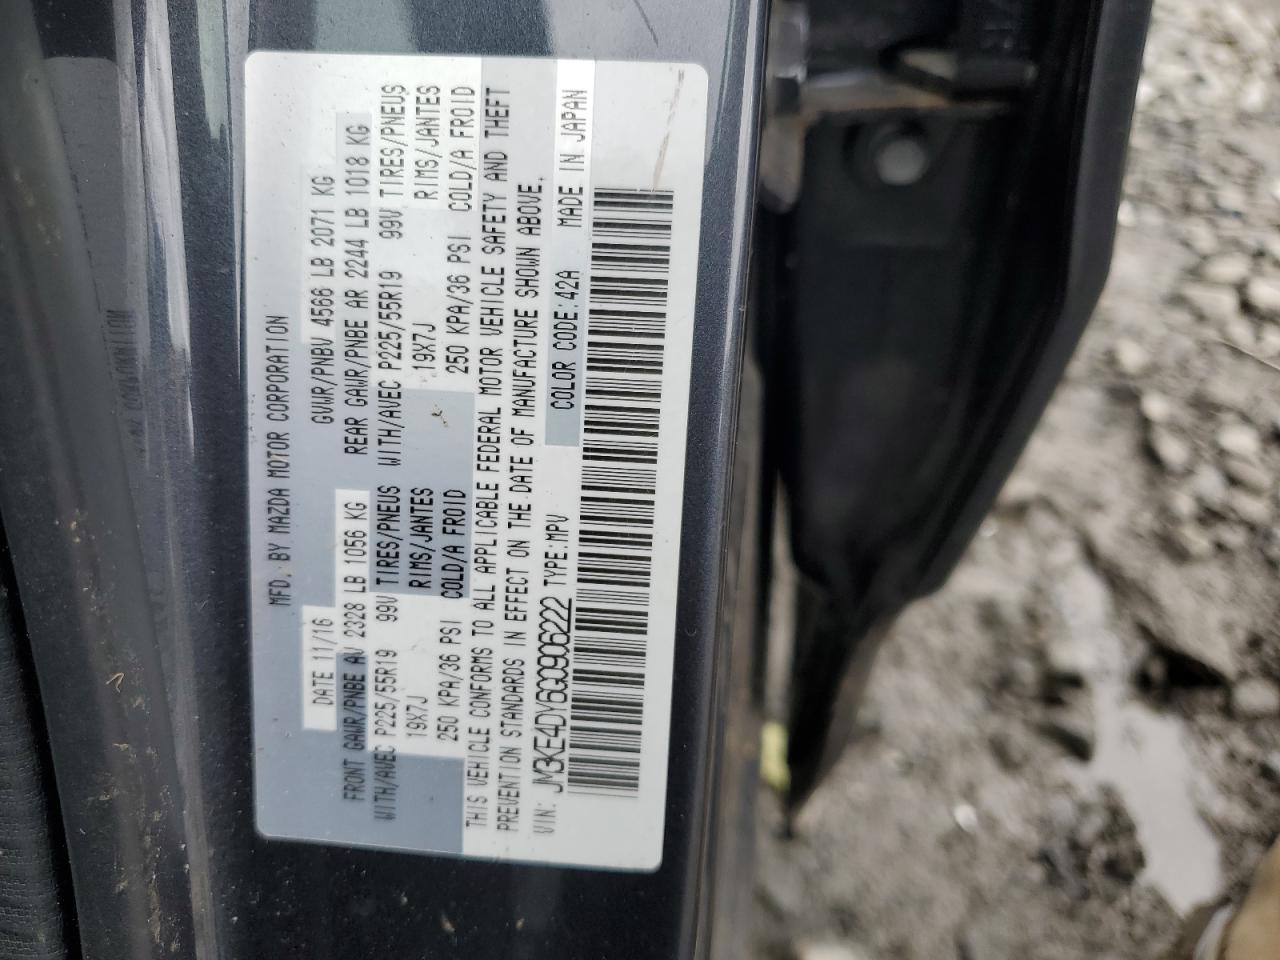 MFD. BY MAZDA MOTOR CORPORATION
DATE 11/16 GVWR/PNBV 4566 LB 2071 KG
FRONT GAWR/PNBE AV 2328 LB 1056 KG REAR GAWR/PNBE AR 2244 LB 1018 KG
WITH/AVEC P225/55R19 99V TIRES/PNEUS WITH/AVEC P225/55R19 99V TIRES/PNEUS
19X7J RIMS/JANTES 19X7J RIMS/JANTES
250 KPA/36 PSI COLD/A FROID 250 KPA/36 PSI COLD/A FROID
THIS VEHICLE CONFORMS TO ALL APPLICABLE FEDERAL MOTOR VEHICLE SAFETY AND THEFT
PREVENTION STANDARDS IN EFFECT ON THE DATE OF MANUFACTURE SHOWN ABOVE.
VIN: JM3KE4DY6G0906222 TYPE:MPV COLOR CODE:42A MADE IN JAPAN